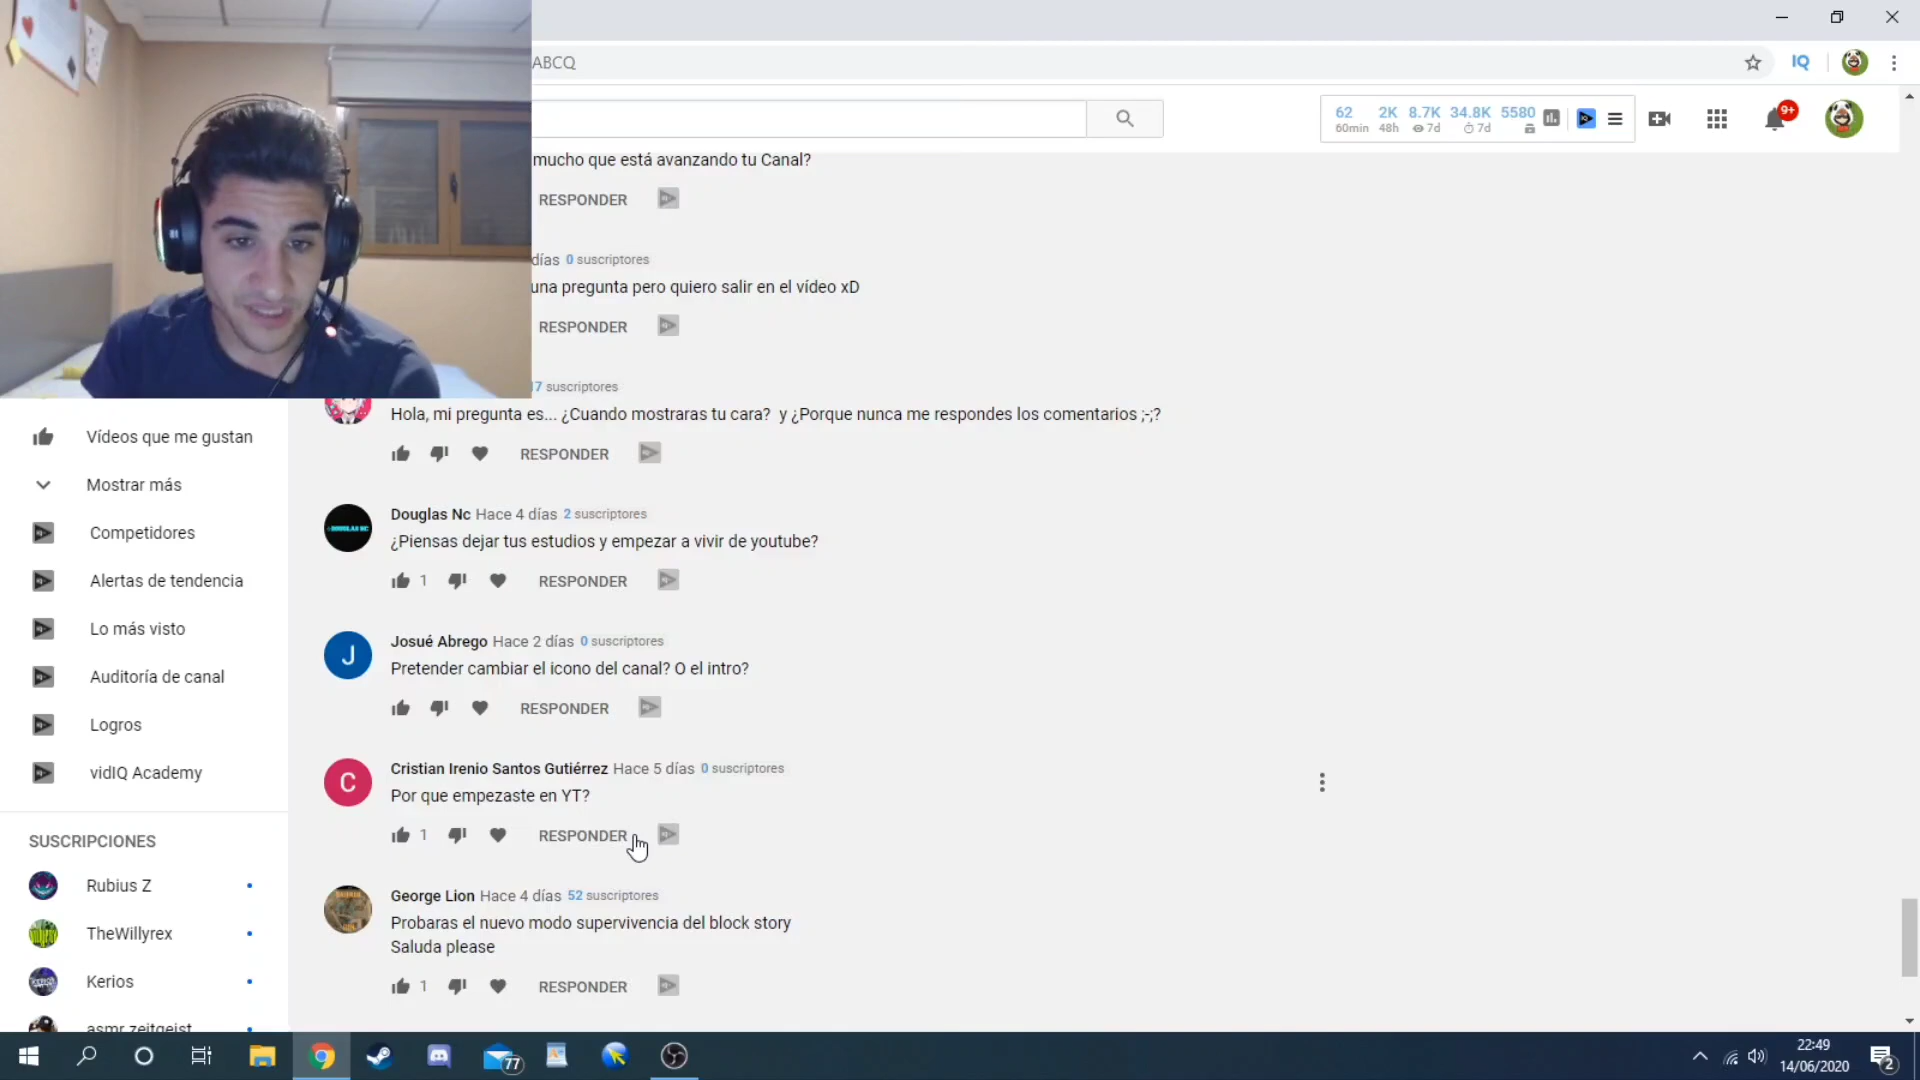 ABCQ
62 2K 8.7K 34.8K 5580
60min 48h 7d 7d
9+
mucho que está avanzando tu Canal?
RESPONDER
días 0 suscriptores
una pregunta pero quiero salir en el vídeo xD
RESPONDER
17 suscriptores
Hola, mi pregunta es... ¿Cuando mostraras tu cara? y ¿Porque nunca me respondes los comentarios ;-;?
RESPONDER
Douglas Nc Hace 4 días 2 suscriptores
¿Piensas dejar tus estudios y empezar a vivir de youtube?
1 RESPONDER
Josué Abrego Hace 2 días 0 suscriptores
Pretender cambiar el icono del canal? O el intro?
RESPONDER
Cristian Irenio Santos Gutiérrez Hace 5 días 0 suscriptores
Por que empezaste en YT?
1 RESPONDER
George Lion Hace 4 días 52 suscriptores
Probaras el nuevo modo supervivencia del block story
Saluda please
1 RESPONDER
Vídeos que me gustan
Mostrar más
Competidores
Alertas de tendencia
Lo más visto
Auditoría de canal
Logros
vidIQ Academy
SUSCRIPCIONES
Rubius Z
TheWillyrex
Kerios
asmr zeitgeist
IQ
J
C
77
22:49
14/06/2020
2